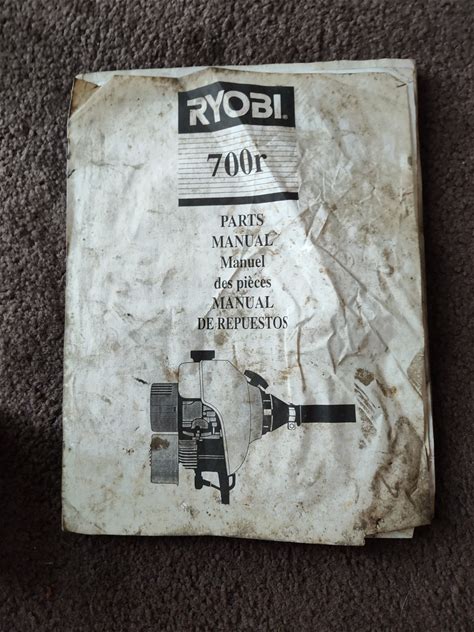 RYOBI
700r
PARTS
MANUAL
Manuel
des pièces
MANUAL
DE REPUESTOS